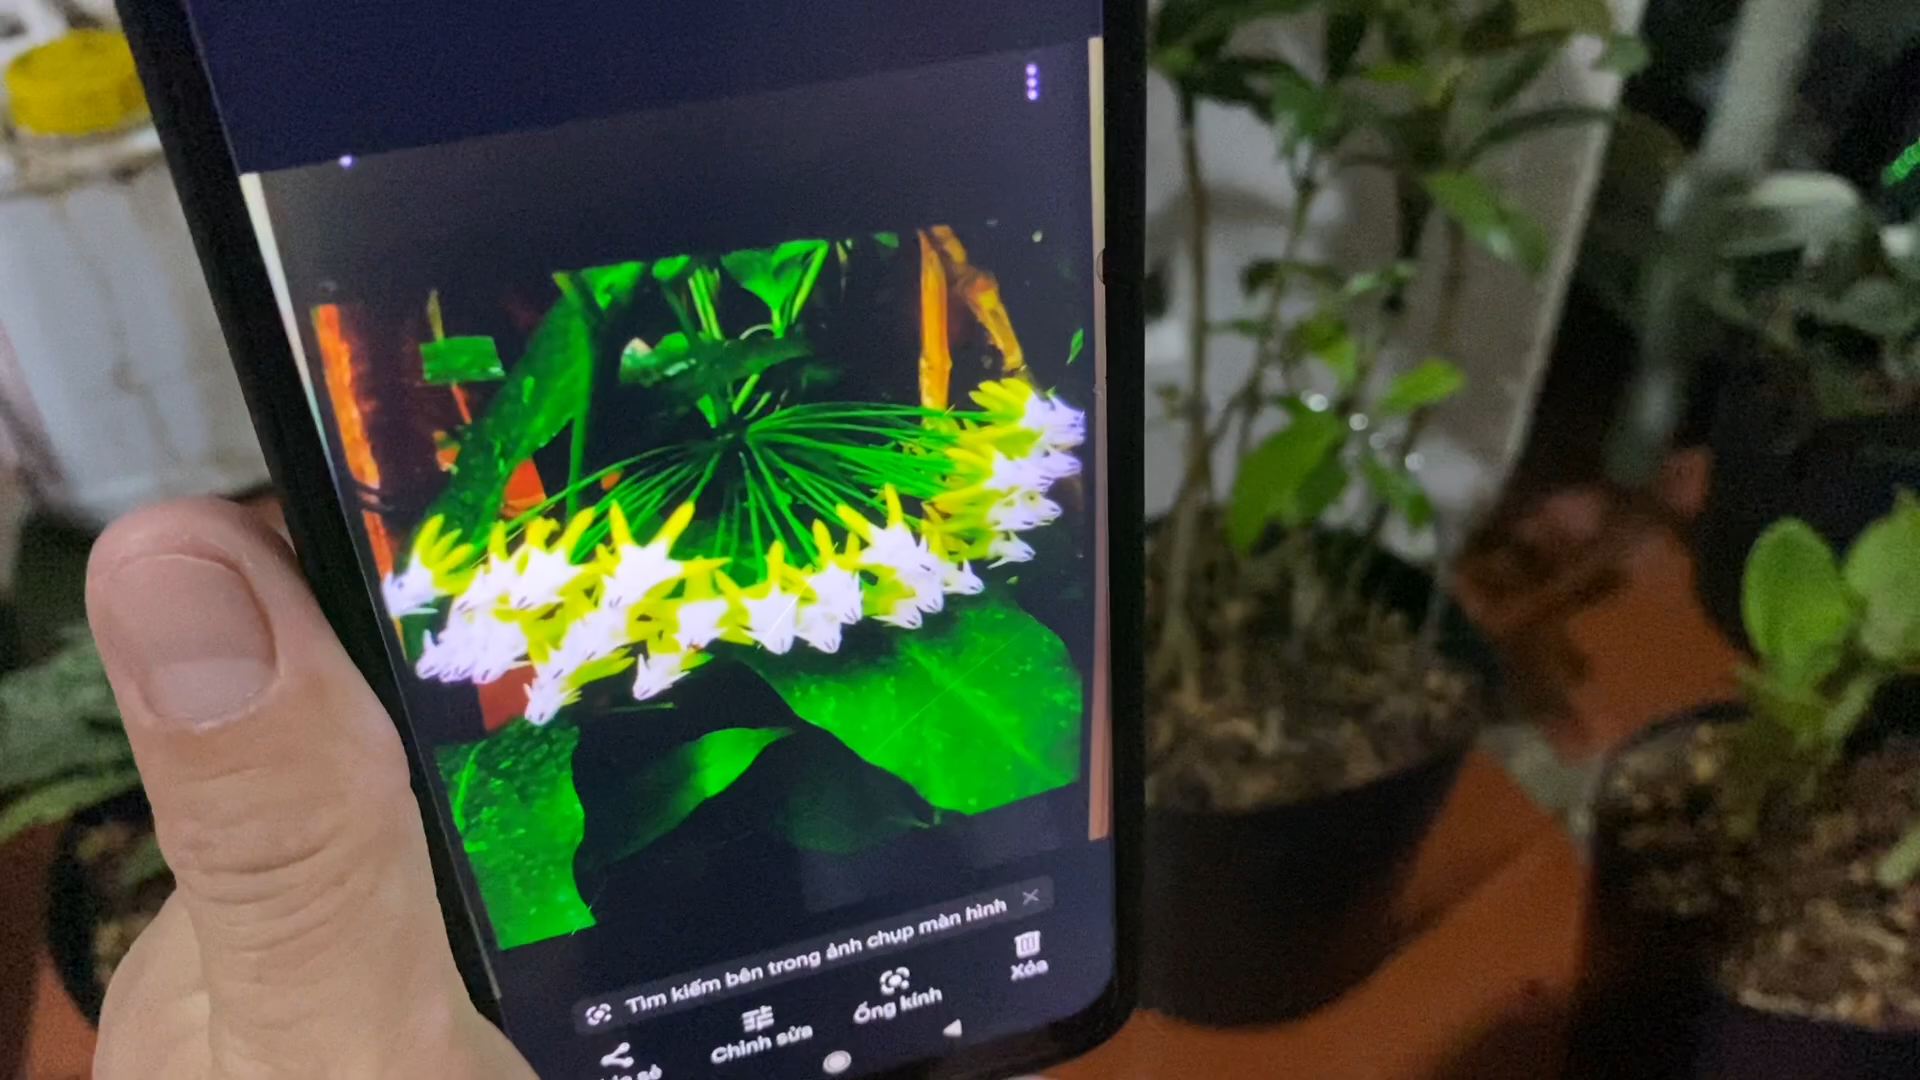 Tìm kiếm bên trong ảnh chụp màn hình
Chỉnh sửa
Ống kính
Xóa